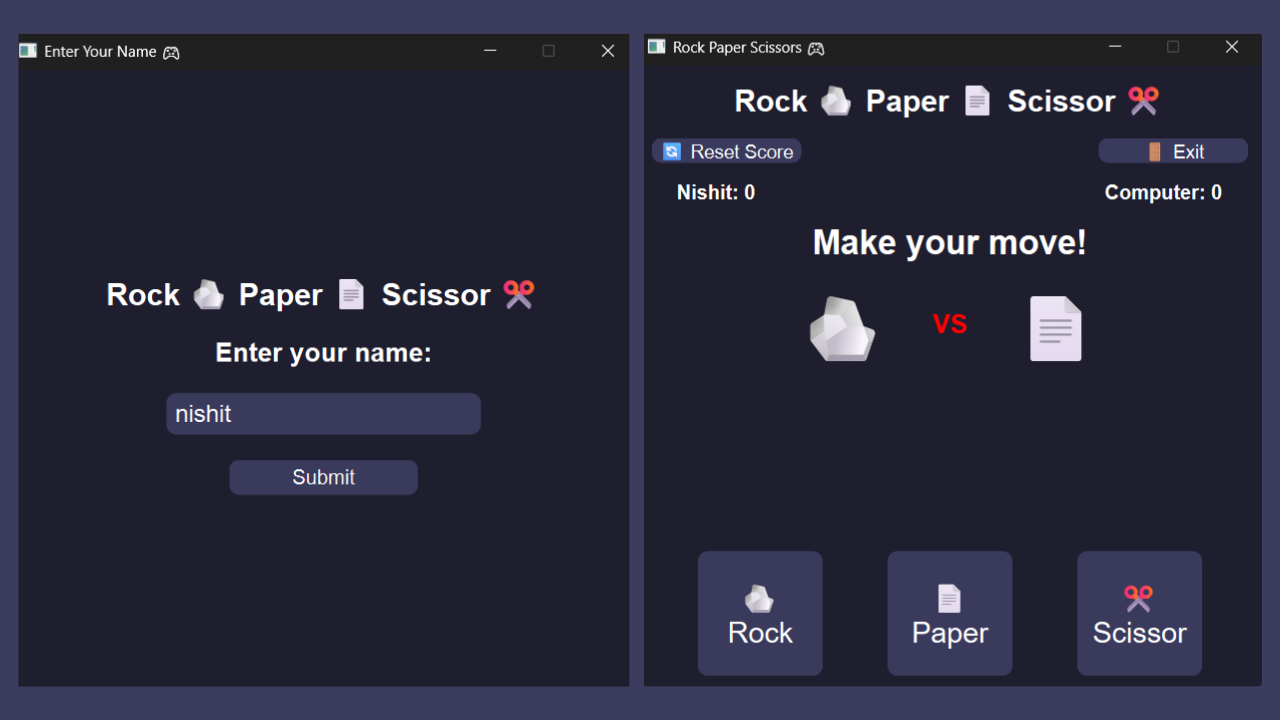 Enter Your Name 🎮
Rock 🪨 Paper 📄 Scissor ✂️
Enter your name:
nishit
Submit
Rock Paper Scissors 🎮
Rock 🪨 Paper 📄 Scissor ✂️
🔄 Reset Score
🚪 Exit
Nishit: 0
Computer: 0
Make your move!
VS
Rock
Paper
Scissor